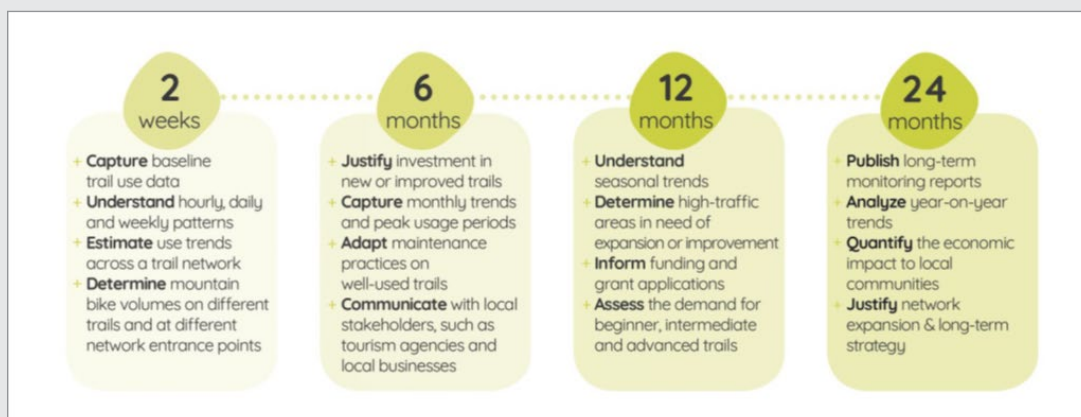 2
weeks
+ Capture baseline
trail use data
+ Understand hourly, daily
and weekly patterns
+ Estimate use trends
across a trail network
+ Determine mountain
bike volumes on different
trails and at different
network entrance points
6
months
+ Justify investment in
new or improved trails
+ Capture monthly trends
and peak usage periods
+ Adapt maintenance
practices on
well-used trails
+ Communicate with local
stakeholders, such as
tourism agencies and
local businesses
12
months
+ Understand
seasonal trends
+ Determine high-traffic
areas in need of
expansion or improvement
+ Inform funding and
grant applications
+ Assess the demand for
beginner, intermediate
and advanced trails
24
months
+ Publish long-term
monitoring reports
+ Analyze year-on-year
trends
+ Quantify the economic
impact to local
communities
+ Justify network
expansion & long-term
strategy